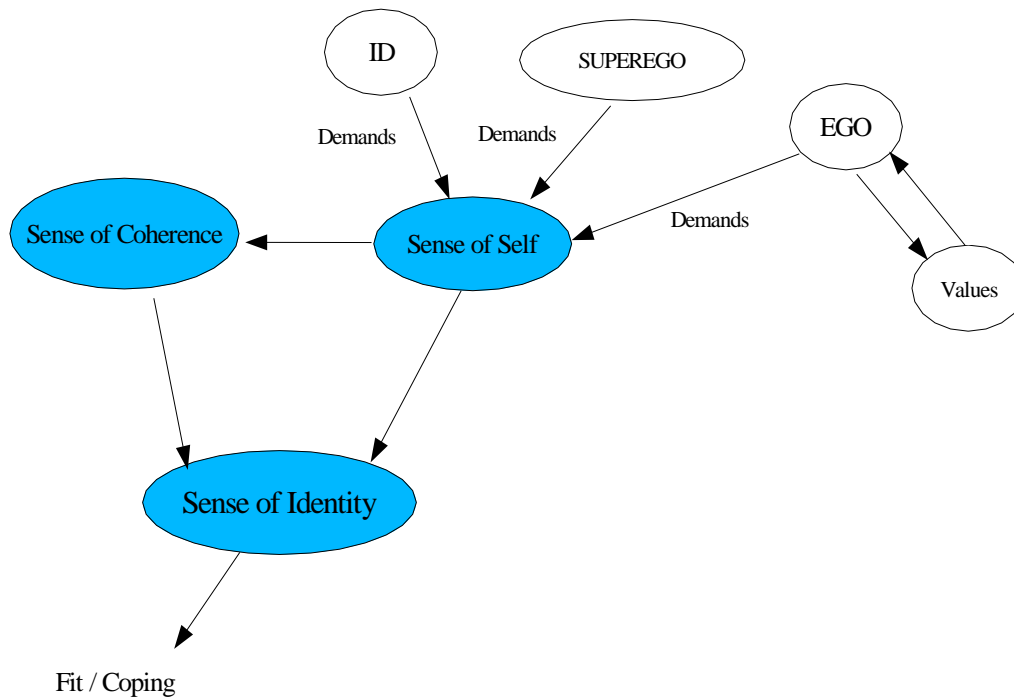 ID
SUPEREGO
EGO
Demands
Demands
Demands
Sense of Coherence
Sense of Self
Values
Sense of Identity
Fit / Coping